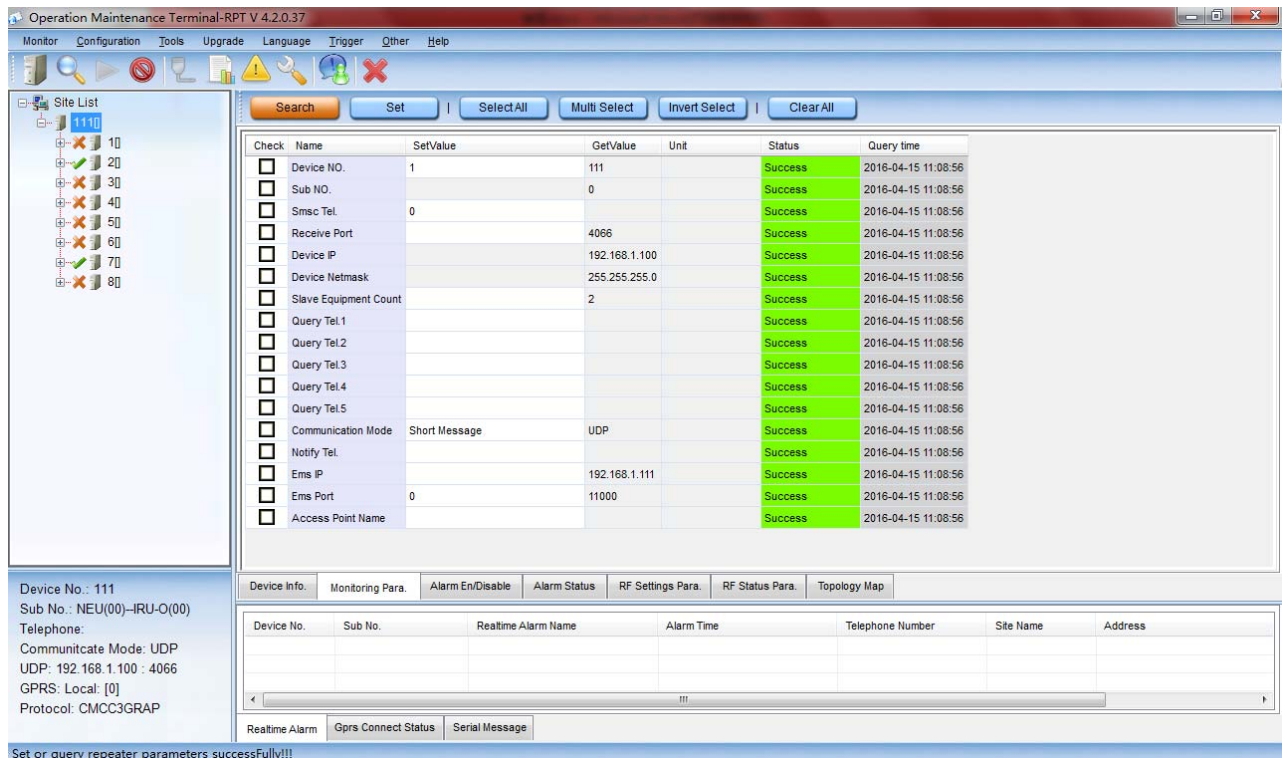 Operation Maintenance Terminal-RPT V 4.2.0.37
Monitor Configuration Tools Upgrade Language Trigger Other Help
Site List
111[]
1[]
2[]
3[]
4[]
5[]
6[]
7[]
8[]
Search Set | Select All Multi Select Invert Select | Clear All
Check Name SetValue GetValue Unit Status Query time
Device NO. 1 111 Success 2016-04-15 11:08:56
Sub NO. 0 Success 2016-04-15 11:08:56
Smsc Tel. 0 Success 2016-04-15 11:08:56
Receive Port 4066 Success 2016-04-15 11:08:56
Device IP 192.168.1.100 Success 2016-04-15 11:08:56
Device Netmask 255.255.255.0 Success 2016-04-15 11:08:56
Slave Equipment Count 2 Success 2016-04-15 11:08:56
Query Tel.1 Success 2016-04-15 11:08:56
Query Tel.2 Success 2016-04-15 11:08:56
Query Tel.3 Success 2016-04-15 11:08:56
Query Tel.4 Success 2016-04-15 11:08:56
Query Tel.5 Success 2016-04-15 11:08:56
Communication Mode Short Message UDP Success 2016-04-15 11:08:56
Notify Tel. Success 2016-04-15 11:08:56
Ems IP 192.168.1.111 Success 2016-04-15 11:08:56
Ems Port 0 11000 Success 2016-04-15 11:08:56
Access Point Name Success 2016-04-15 11:08:56
Device Info. Monitoring Para. Alarm En/Disable Alarm Status RF Settings Para. RF Status Para. Topology Map
Device No.: 111
Sub No.: NEU(00)--IRU-O(00)
Telephone:
Communitcate Mode: UDP
UDP: 192.168.1.100 : 4066
GPRS: Local: [0]
Protocol: CMCC3GRAP
Device No. Sub No. Realtime Alarm Name Alarm Time Telephone Number Site Name Address
Realtime Alarm Gprs Connect Status Serial Message
Set or query repeater parameters successFully!!!